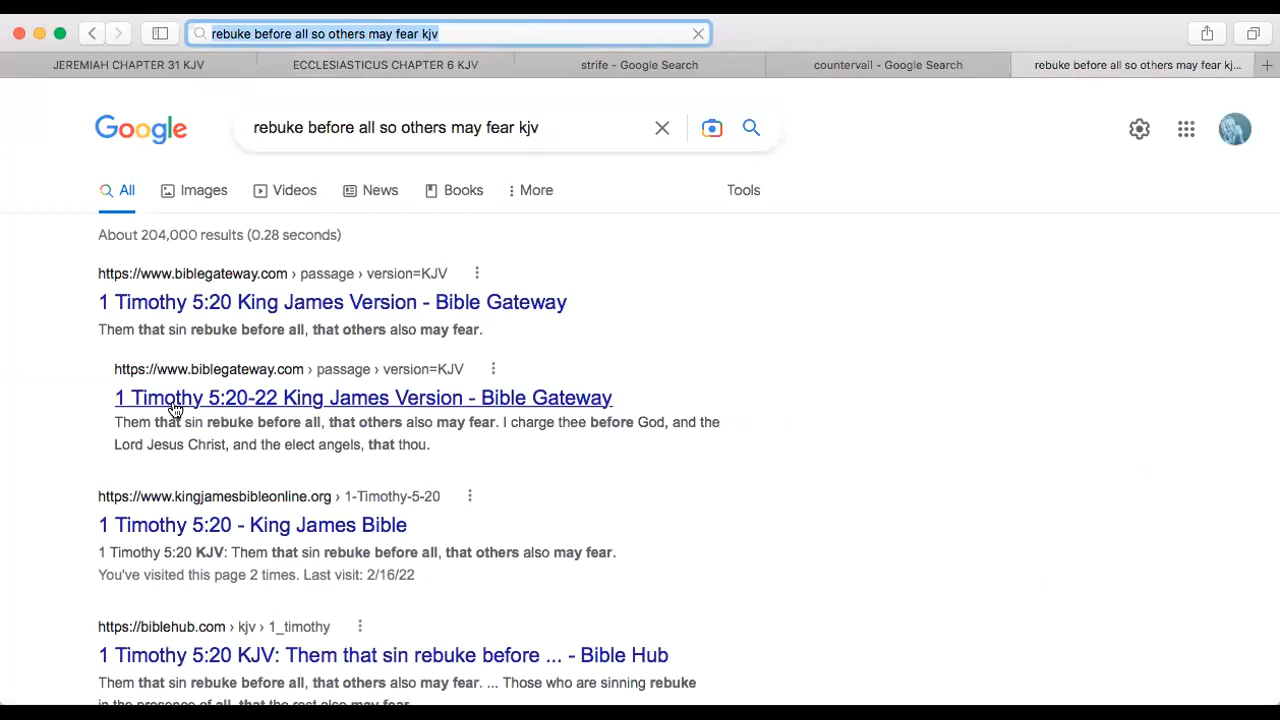 rebuke before all so others may fear kjv
JEREMIAH CHAPTER 31 KJV
ECCLESIASTICUS CHAPTER 6 KJV
strife - Google Search
countervail - Google Search
rebuke before all so others may fear kj...
Google
rebuke before all so others may fear kjv
All
Images
Videos
News
Books
More
Tools
About 204,000 results (0.28 seconds)
https://www.biblegateway.com › passage › version=KJV
1 Timothy 5:20 King James Version - Bible Gateway
Them that sin rebuke before all, that others also may fear.
https://www.biblegateway.com › passage › version=KJV
1 Timothy 5:20-22 King James Version - Bible Gateway
Them that sin rebuke before all, that others also may fear. I charge thee before God, and the
Lord Jesus Christ, and the elect angels, that thou.
https://www.kingjamesbibleonline.org › 1-Timothy-5-20
1 Timothy 5:20 - King James Bible
1 Timothy 5:20 KJV: Them that sin rebuke before all, that others also may fear.
You've visited this page 2 times. Last visit: 2/16/22
https://biblehub.com › kjv › 1_timothy
1 Timothy 5:20 KJV: Them that sin rebuke before ... - Bible Hub
Them that sin rebuke before all, that others also may fear. ... Those who are sinning rebuke
in the presence of all, that the rest also may fear.